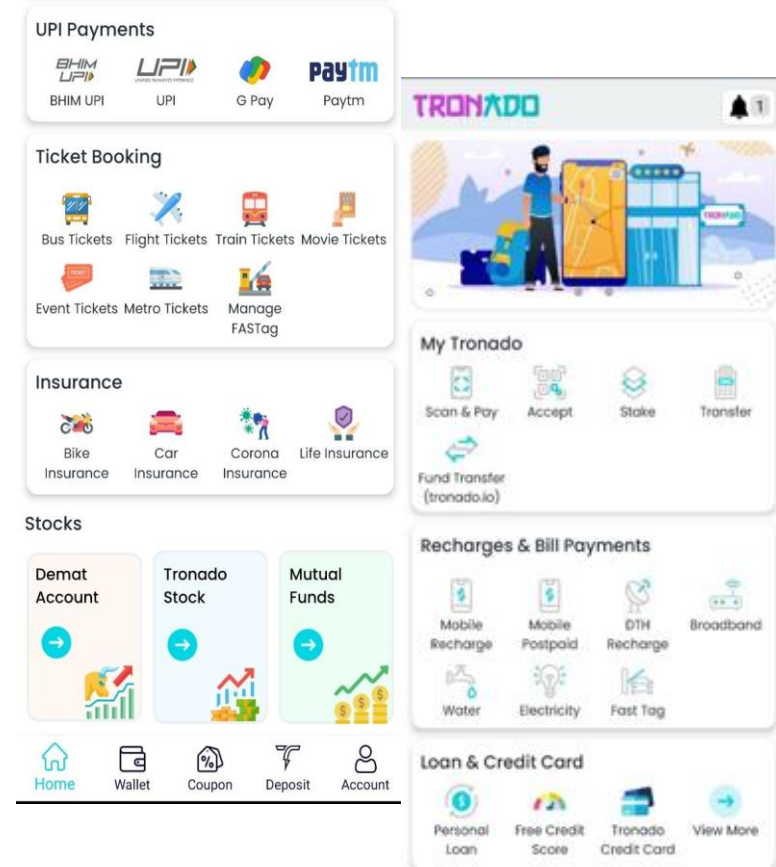 UPI Payments
BHIM UPI
UPI
paytm
BHIM UPI UPI G Pay Paytm
Ticket Booking
Bus Tickets Flight Tickets Train Tickets Movie Tickets
Event Tickets Metro Tickets Manage FASTag
Insurance
Bike Insurance
Car Insurance
Corona Insurance
Life Insurance
Stocks
Demat Account
Tronado Stock
Mutual Funds
Home Wallet Coupon Deposit Account
TRONADO
1
TRONADO
My Tronado
Scan & Pay Accept Stake Transfer
Fund Transfer
(tronado.io)
Recharges & Bill Payments
Mobile Recharge
Mobile Postpaid
DTH Recharge
Broadband
Water Electricity Fast Tag
Loan & Credit Card
Personal Loan
Free Credit Score
Tronado Credit Card
View More